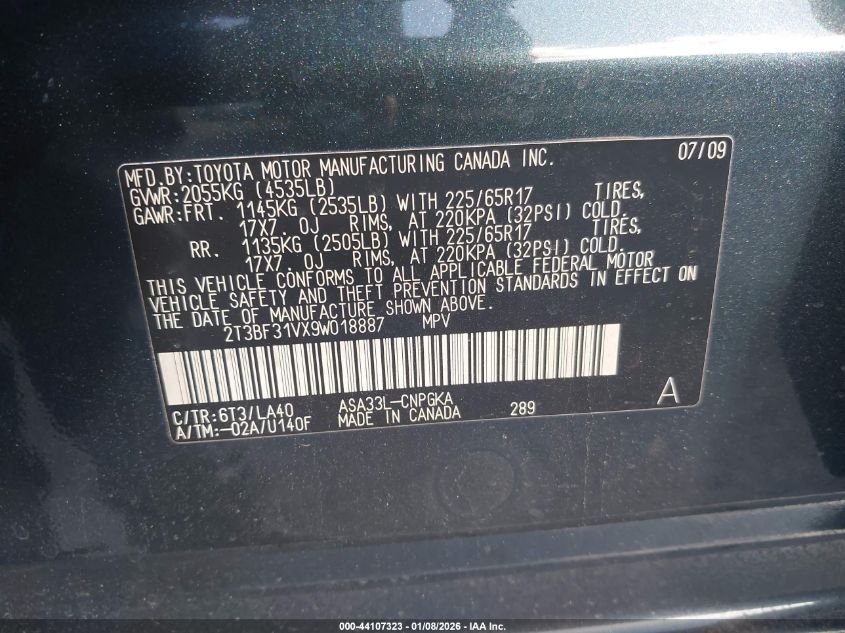 MFD.BY:TOYOTA MOTOR MANUFACTURING CANADA INC. 07/09
GVWR:2055KG (4535LB)
GAWR:FRT. 1145KG (2535LB) WITH 225/65R17 TIRES,
17X7.0J RIMS, AT 220KPA (32PSI) COLD.
RR. 1135KG (2505LB) WITH 225/65R17 TIRES,
17X7.0J RIMS, AT 220KPA (32PSI) COLD.
THIS VEHICLE CONFORMS TO ALL APPLICABLE FEDERAL MOTOR
VEHICLE SAFETY AND THEFT PREVENTION STANDARDS IN EFFECT ON
THE DATE OF MANUFACTURE SHOWN ABOVE.
2T3BF31VX9W018887 MPV
C/TR:6T3/LA40 ASA33L-CNPGKA
A/TM:-02A/U140F MADE IN CANADA 289 A
000-44107323 - 01/08/2026 - IAA Inc.